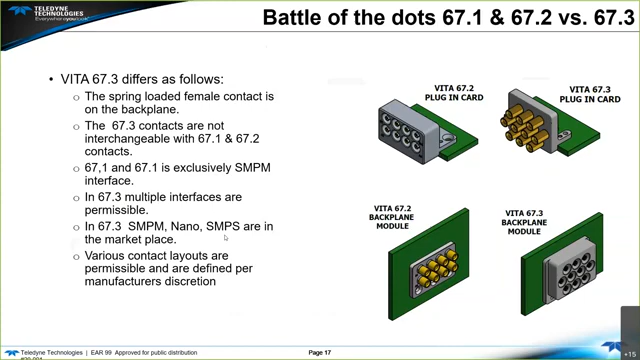 TELEDYNE
TECHNOLOGIES
Everywhereyoulook™
Battle of the dots 67.1 & 67.2 vs. 67.3
• VITA 67.3 differs as follows:
o The spring loaded female contact is
on the backplane.
o The 67.3 contacts are not
interchangeable with 67.1 & 67.2
contacts.
o 67,1 and 67.1 is exclusively SMPM
interface.
o In 67.3 multiple interfaces are
permissible.
o In 67.3 SMPM, Nano, SMPS are in
the market place.
o Various contact layouts are
permissible and are defined per
manufacturers discretion
VITA 67.2
PLUG IN CARD
VITA 67.3
PLUG IN CARD
VITA 67.2
BACKPLANE
MODULE
VITA 67.3
BACKPLANE
MODULE
Teledyne Technologies | EAR 99 Approved for public distribution
Page 17
+15